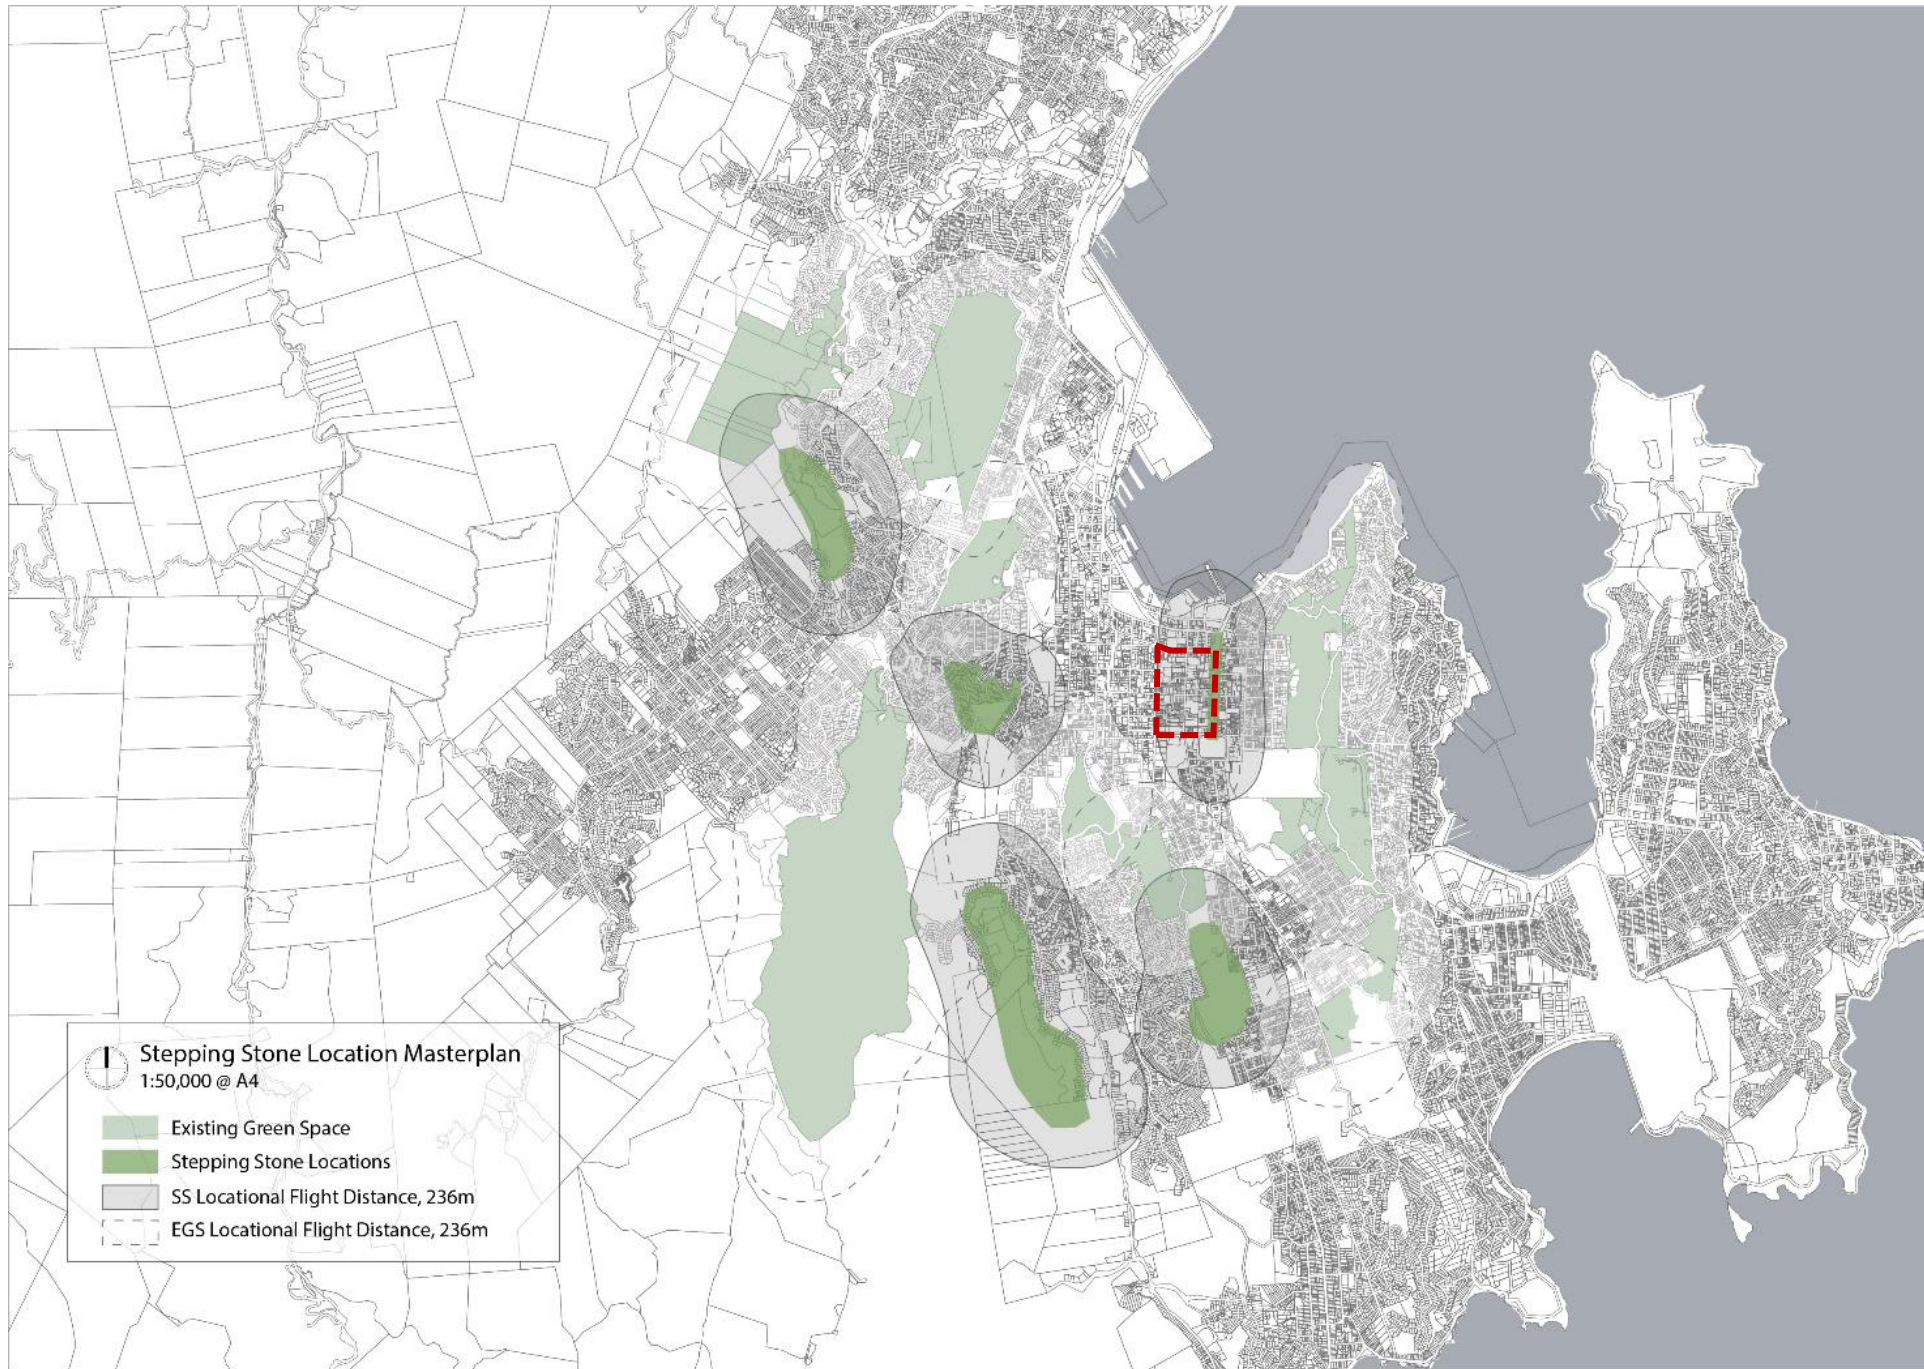 Stepping Stone Location Masterplan
1:50,000 @ A4
Existing Green Space
Stepping Stone Locations
SS Locational Flight Distance, 236m
EGS Locational Flight Distance, 236m